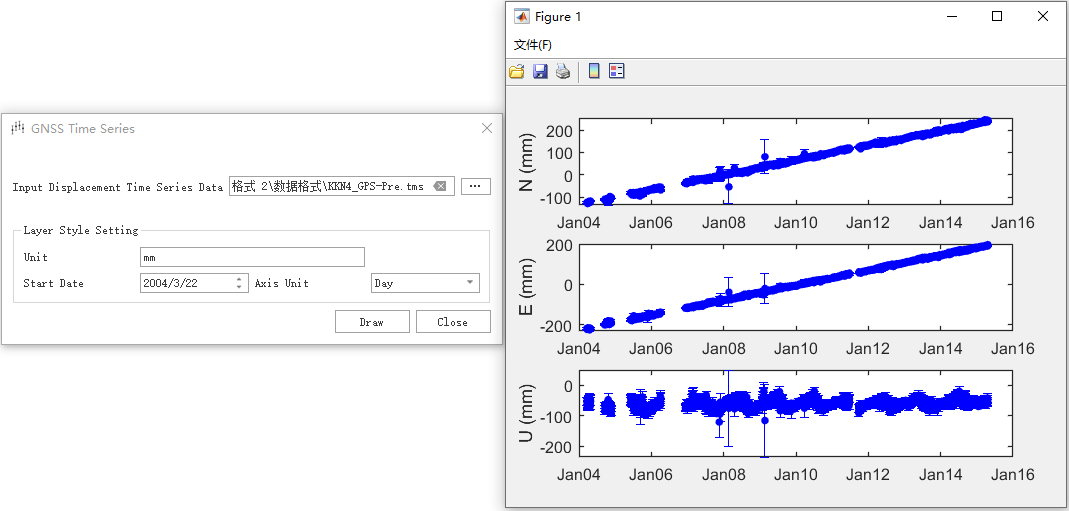 GNSS Time Series
Input Displacement Time Series Data 格式 2\数据格式\KKN4_GPS-Pre.tms ...
Layer Style Setting
Unit mm
Start Date 2004/3/22 Axis Unit Day
Draw Close
Figure 1
文件(F)
N (mm)
200
100
0
-100
Jan04 Jan06 Jan08 Jan10 Jan12 Jan14 Jan16
E (mm)
200
0
-200
Jan04 Jan06 Jan08 Jan10 Jan12 Jan14 Jan16
U (mm)
0
-100
-200
Jan04 Jan06 Jan08 Jan10 Jan12 Jan14 Jan16